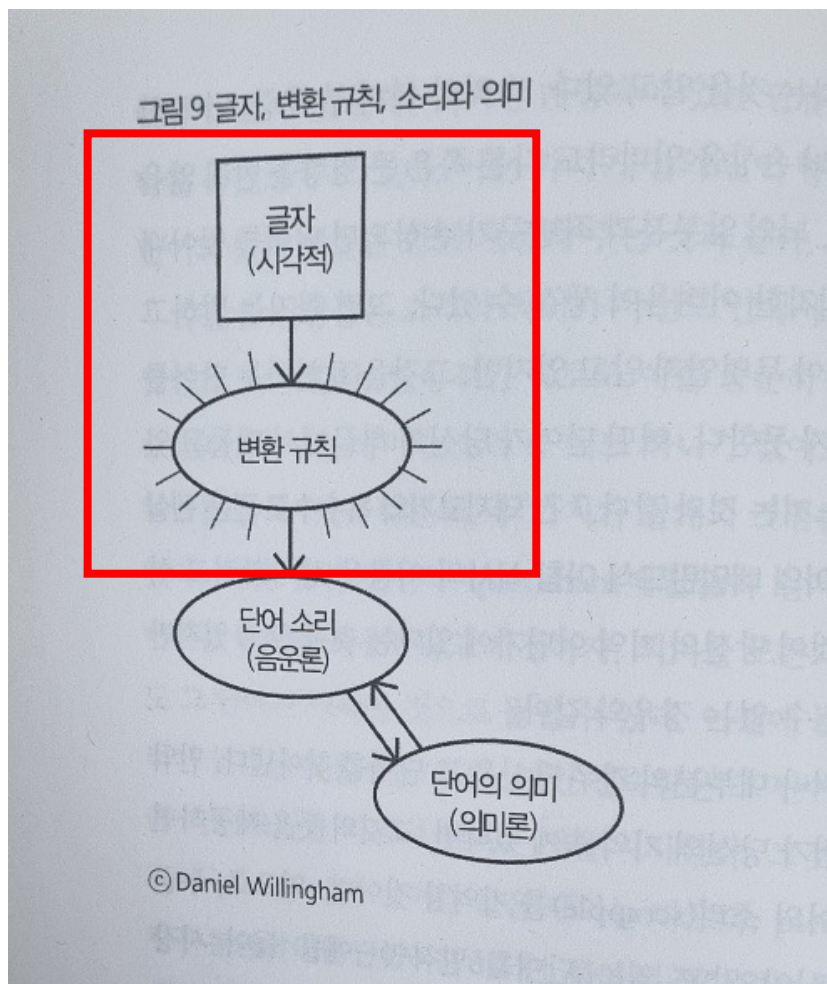 그림 9 글자, 변환 규칙, 소리와 의미
글자
(시각적)
변환 규칙
단어 소리
(음운론)
단어의 의미
(의미론)
ⓒDaniel Willingham